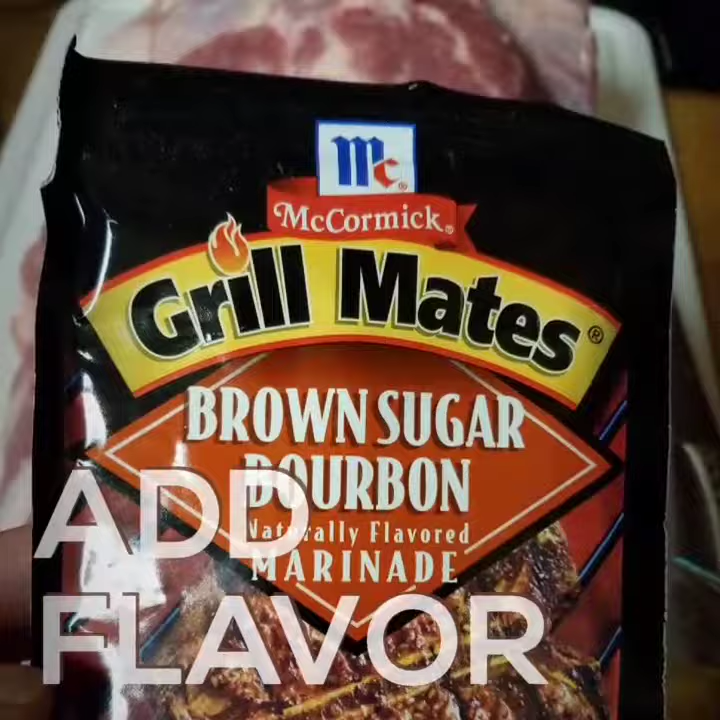 Mc®
McCormick®
Grill Mates®
BROWN SUGAR
BOURBON
Naturally Flavored
MARINADE
ADD
FLAVOR